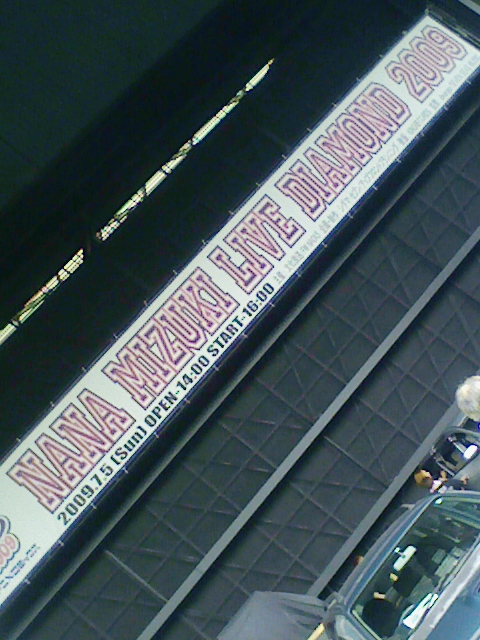 NANA MIZUKI LIVE DIAMOND 2009
2009.7.5 (Sun) OPEN-14:00 START-16:00